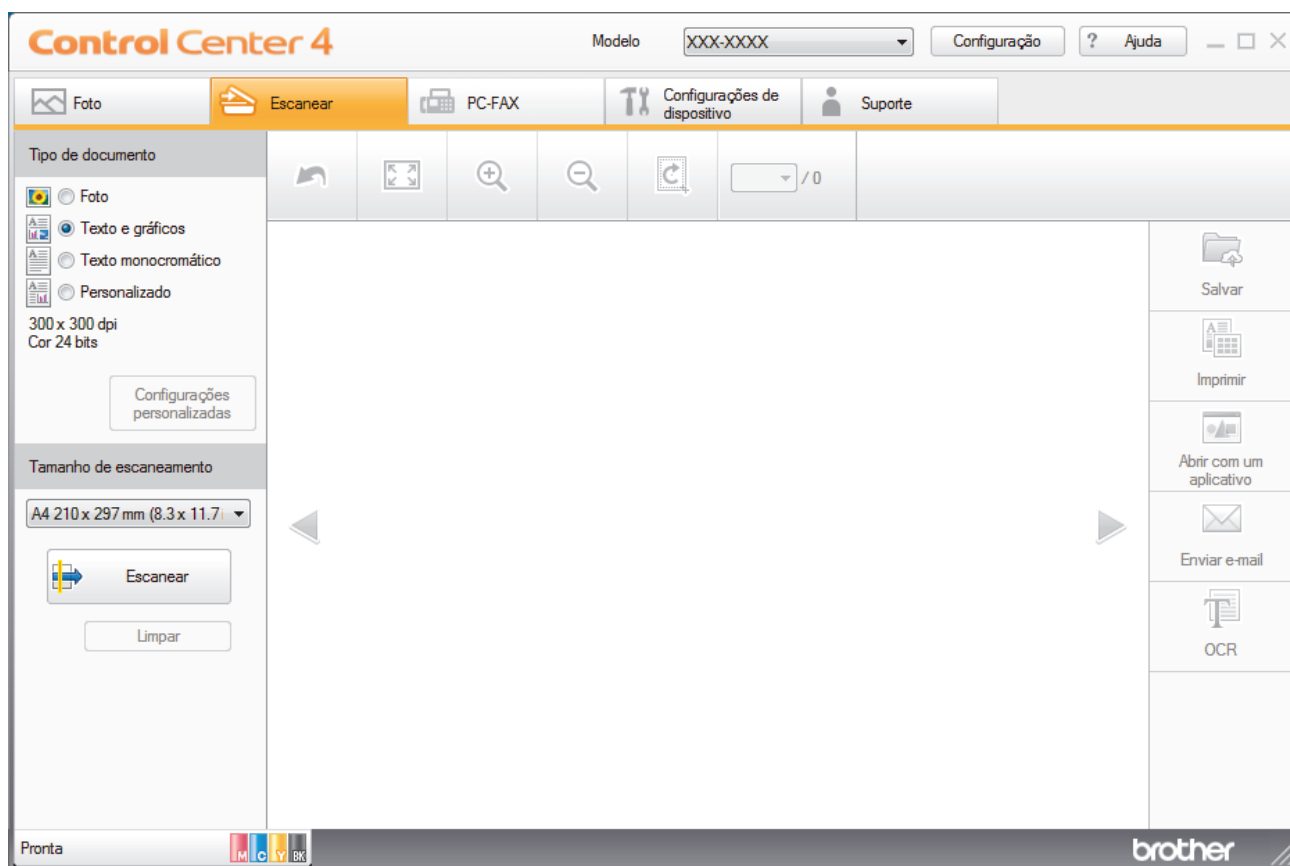 Control Center 4
Modelo
XXX-XXXX
Configuração
? Ajuda
Foto
Escanear
PC-FAX
Configurações de
dispositivo
Suporte
Tipo de documento
Foto
Texto e gráficos
Texto monocromático
Personalizado
300 x 300 dpi
Cor 24 bits
Configurações
personalizadas
Tamanho de escaneamento
A4 210 x 297 mm (8.3 x 11.7
Escanear
Limpar
/ 0
Salvar
Imprimir
Abrir com um
aplicativo
Enviar e-mail
OCR
Pronta
M C Y BK
brother